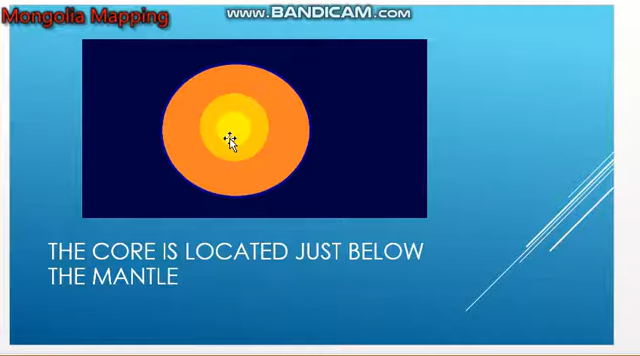 Mongolia Mapping
www.BANDICAM.com
THE CORE IS LOCATED JUST BELOW
THE MANTLE